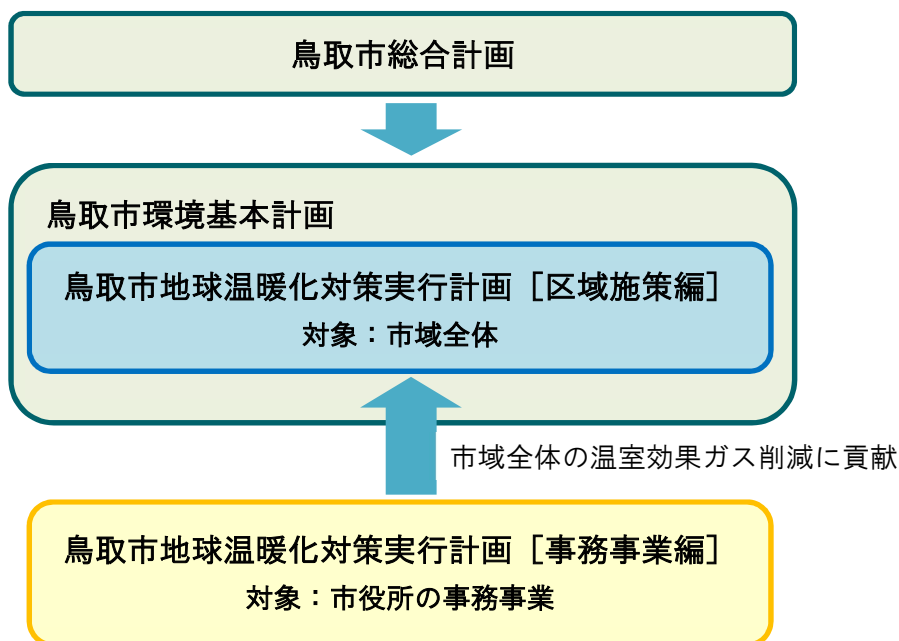 鳥取市総合計画
鳥取市環境基本計画
鳥取市地球温暖化対策実行計画［区域施策編］
対象：市域全体
市域全体の温室効果ガス削減に貢献
鳥取市地球温暖化対策実行計画［事務事業編］
対象：市役所の事務事業